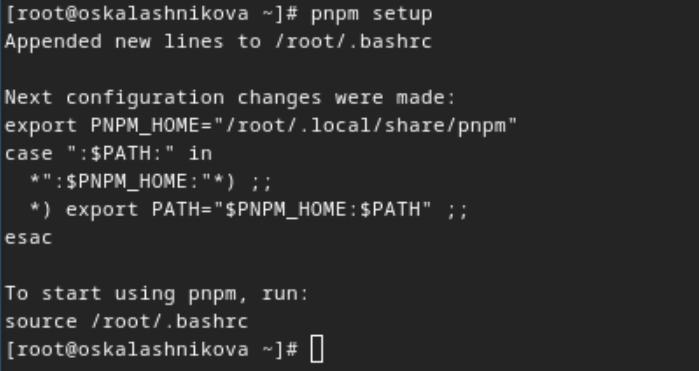 [root@oskalashnikova ~]# pnpm setup
Appended new lines to /root/.bashrc

Next configuration changes were made:
export PNPM_HOME="/root/.local/share/pnpm"
case ":$PATH:" in
  *":$PNPM_HOME:"*) ;;
  *) export PATH="$PNPM_HOME:$PATH" ;;
esac

To start using pnpm, run:
source /root/.bashrc
[root@oskalashnikova ~]#